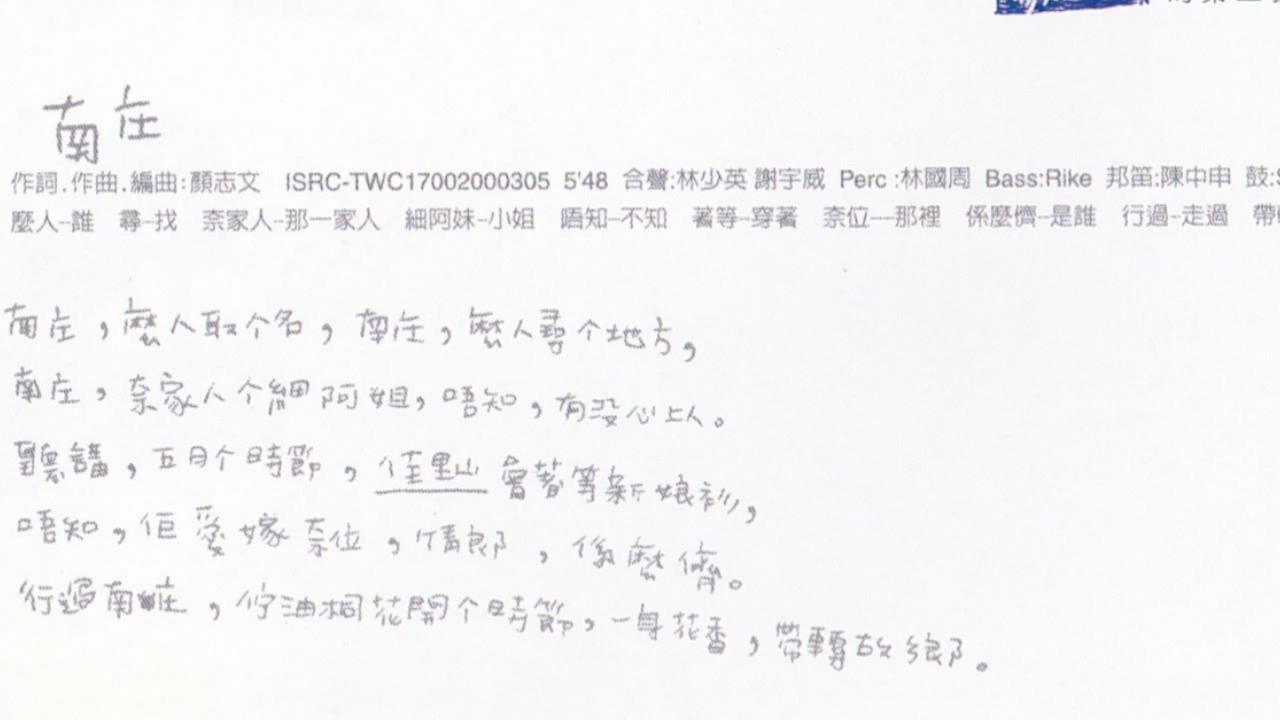 南庄
作詞.作曲.編曲:顏志文 ISRC-TWC17002000305 5'48 合聲:林少英 謝宇威 Perc :林國周 Bass:Rike 邦笛:陳中申 鼓:S
麼人--誰 尋--找 奈家人--那一家人 細阿妹--小姐 唔知--不知 著等--穿著 奈位--那裡 係麼儕--是誰 行過--走過 帶
南庄，麼人取个名，南庄，麼人尋个地方，
南庄，奈家人个細阿姐，唔知，有沒心上人。
聽講，五月个時節，佳里山會著等新娘衫，
唔知，佢愛嫁奈位，情郎，係麼儕。
行過南庄，佇油桐花開个時節，一身花香，帶轉故鄉。